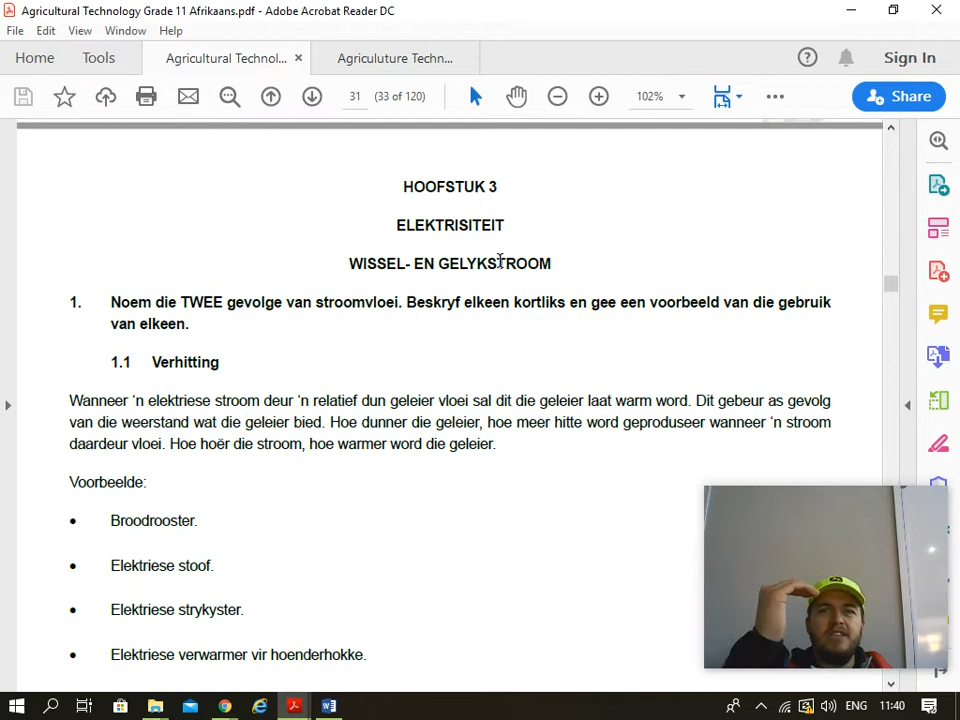 Agricultural Technology Grade 11 Afrikaans.pdf - Adobe Acrobat Reader DC
File Edit View Window Help
Home Tools Agricultural Technol... Agriculuture Techn... Sign In
31 (33 of 120) 102% Share
HOOFSTUK 3
ELEKTRISITEIT
WISSEL- EN GELYKSTROOM
1. Noem die TWEE gevolge van stroomvloei. Beskryf elkeen kortliks en gee een voorbeeld van die gebruik
van elkeen.
1.1 Verhitting
Wanneer ‘n elektriese stroom deur ‘n relatief dun geleier vloei sal dit die geleier laat warm word. Dit gebeur as gevolg
van die weerstand wat die geleier bied. Hoe dunner die geleier, hoe meer hitte word geproduseer wanneer ‘n stroom
daardeur vloei. Hoe hoër die stroom, hoe warmer word die geleier.
Voorbeelde:
• Broodrooster.
• Elektriese stoof.
• Elektriese strykyster.
• Elektriese verwarmer vir hoenderhokke.
ENG 11:40